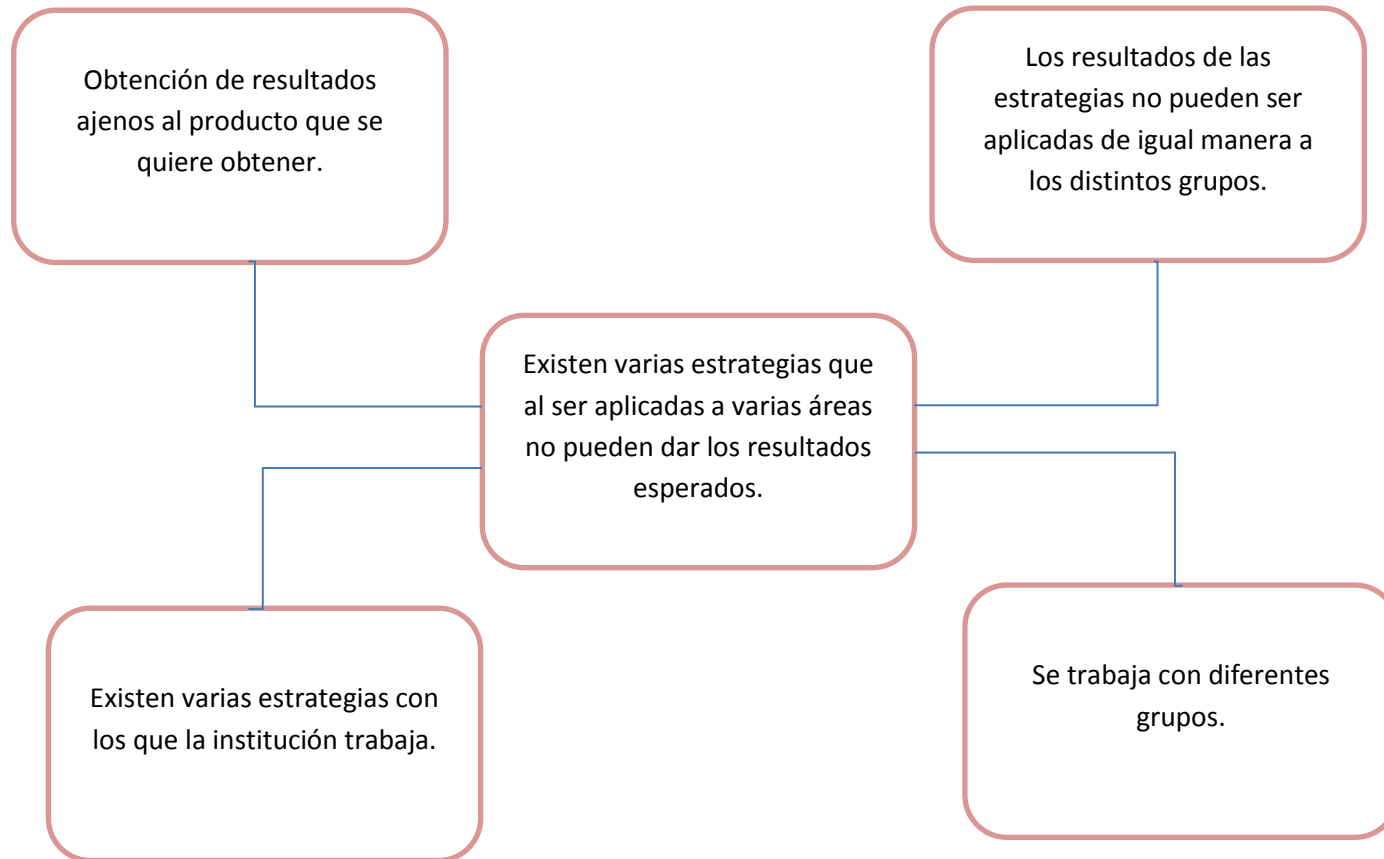 Obtención de resultados
ajenos al producto que se
quiere obtener.
Los resultados de las
estrategias no pueden ser
aplicadas de igual manera a
los distintos grupos.
Existen varias estrategias que
al ser aplicadas a varias áreas
no pueden dar los resultados
esperados.
Existen varias estrategias con
los que la institución trabaja.
Se trabaja con diferentes
grupos.